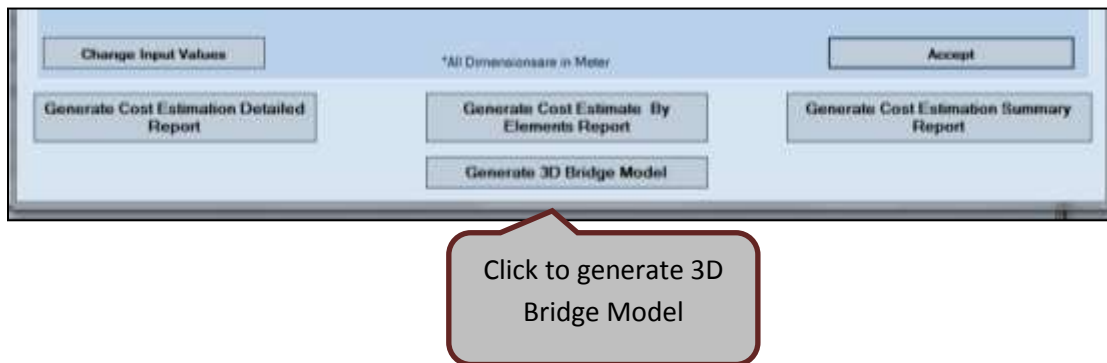 Change Input Values
*All Dimensionsare in Meter
Accept
Generate Cost Estimation Detailed
Report
Generate Cost Estimate By
Elements Report
Generate Cost Estimation Summary
Report
Generate 3D Bridge Model
Click to generate 3D
Bridge Model